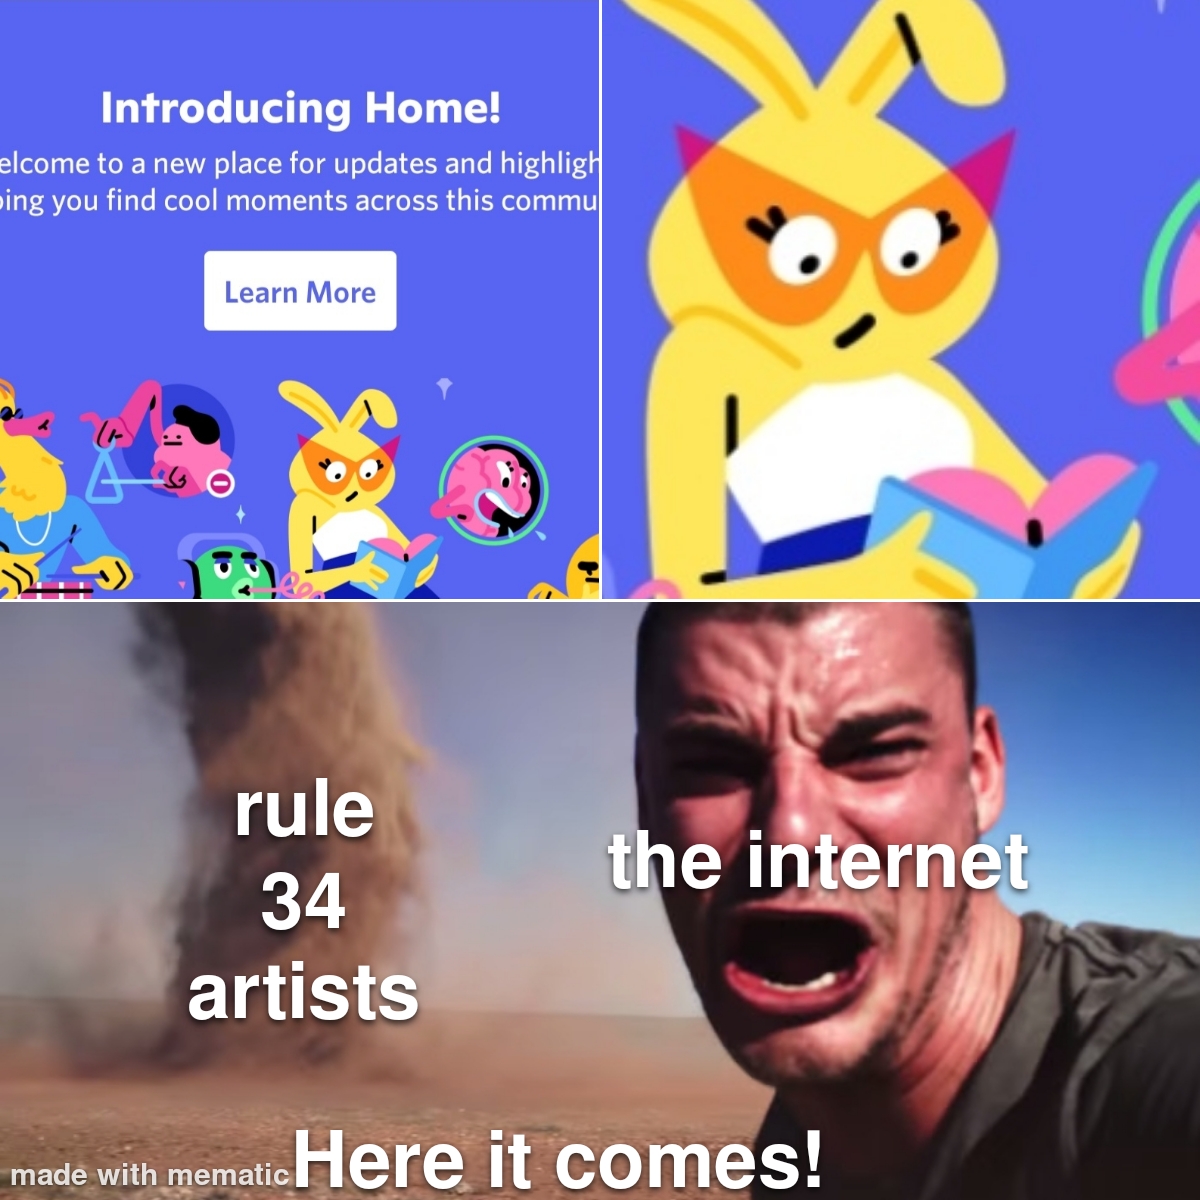 Introducing Home!
elcome to a new place for updates and highligh
ping you find cool moments across this commu
Learn More
rule
34
artists
the internet
Here it comes!
made with mematic